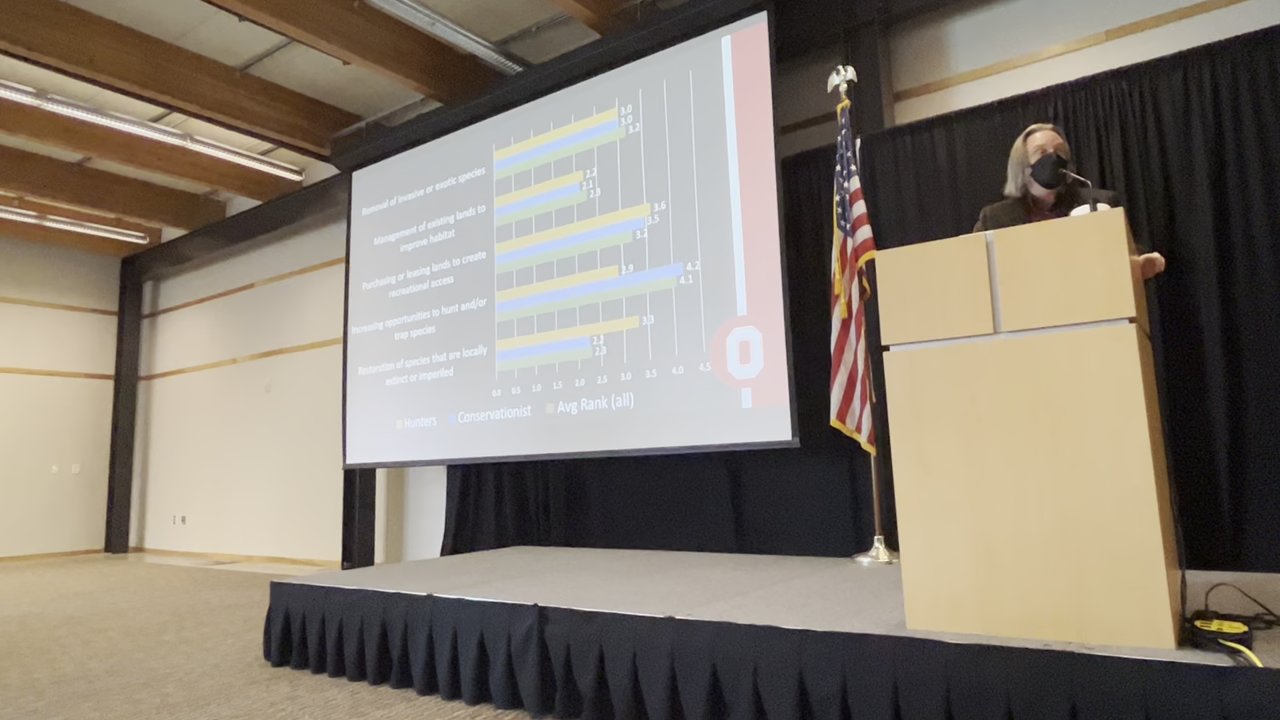 Removal of invasive or exotic species
3.0
3.0
3.2
Management of existing lands to
improve habitat
2.2
2.1
2.3
Purchasing or leasing lands to create
recreational access
3.6
3.5
3.2
Increasing opportunities to hunt and/or
trap species
2.9
4.2
4.1
Restoration of species that are locally
extinct or imperiled
3.3
2.2
2.3
0.0 0.5 1.0 1.5 2.0 2.5 3.0 3.5 4.0 4.5
Hunters Conservationist Avg Rank (all)
O